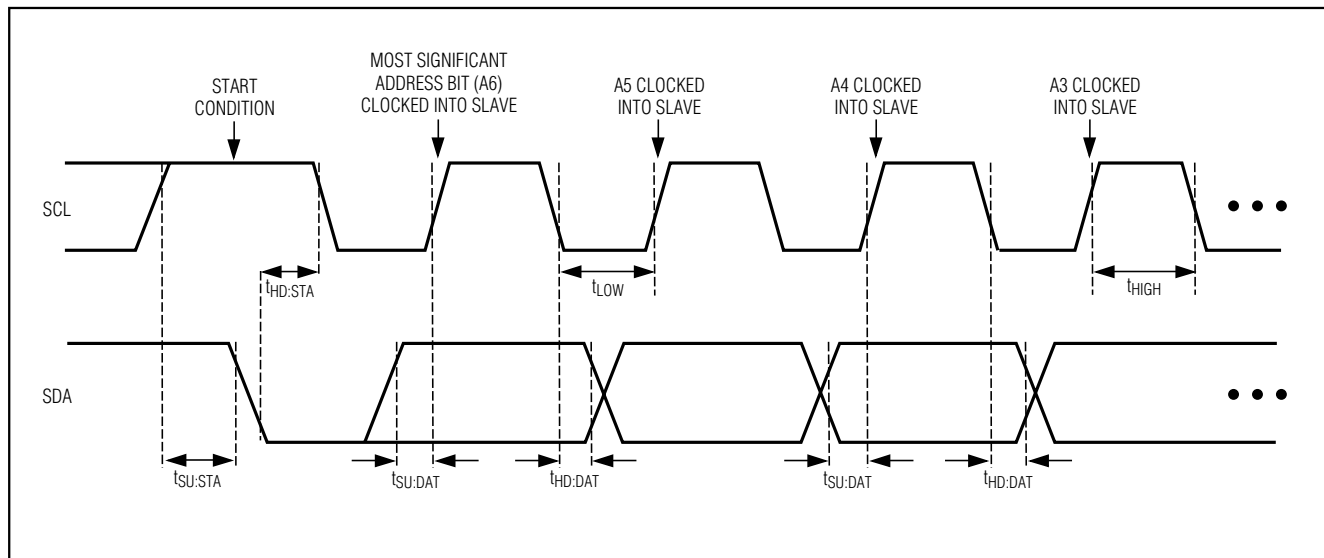 START
CONDITION
MOST SIGNIFICANT
ADDRESS BIT (A6)
CLOCKED INTO SLAVE
A5 CLOCKED
INTO SLAVE
A4 CLOCKED
INTO SLAVE
A3 CLOCKED
INTO SLAVE
SCL
tHD:STA
tLOW
tHIGH
SDA
tSU:STA
tSU:DAT
tHD:DAT
tSU:DAT
tHD:DAT